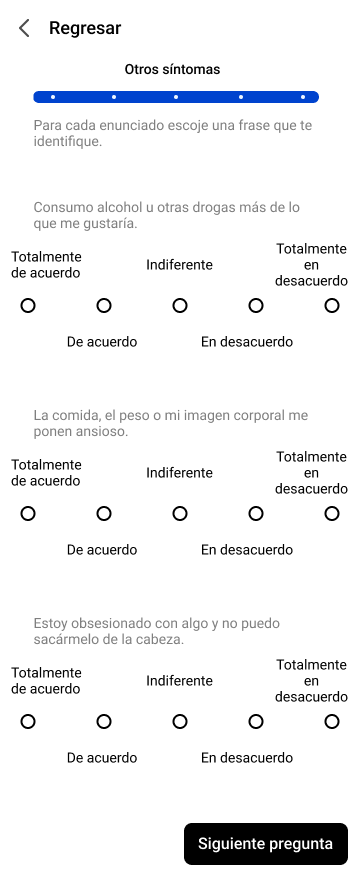 Regresar
Otros síntomas
Para cada enunciado escoje una frase que te
identifique.
Consumo alcohol u otras drogas más de lo
que me gustaría.
Totalmente
de acuerdo
Indiferente
Totalmente
en
desacuerdo
De acuerdo
En desacuerdo
La comida, el peso o mi imagen corporal me
ponen ansioso.
Totalmente
de acuerdo
Indiferente
Totalmente
en
desacuerdo
De acuerdo
En desacuerdo
Estoy obsesionado con algo y no puedo
sacármelo de la cabeza.
Totalmente
de acuerdo
Indiferente
Totalmente
en
desacuerdo
De acuerdo
En desacuerdo
Siguiente pregunta